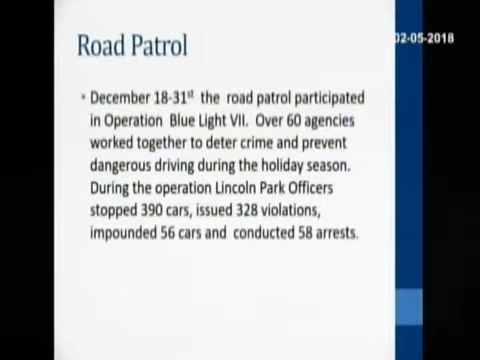 Road Patrol
02-05-2018
• December 18-31st the road patrol participated
in Operation Blue Light VII. Over 60 agencies
worked together to deter crime and prevent
dangerous driving during the holiday season.
During the operation Lincoln Park Officers
stopped 390 cars, issued 328 violations,
impounded 56 cars and conducted 58 arrests.